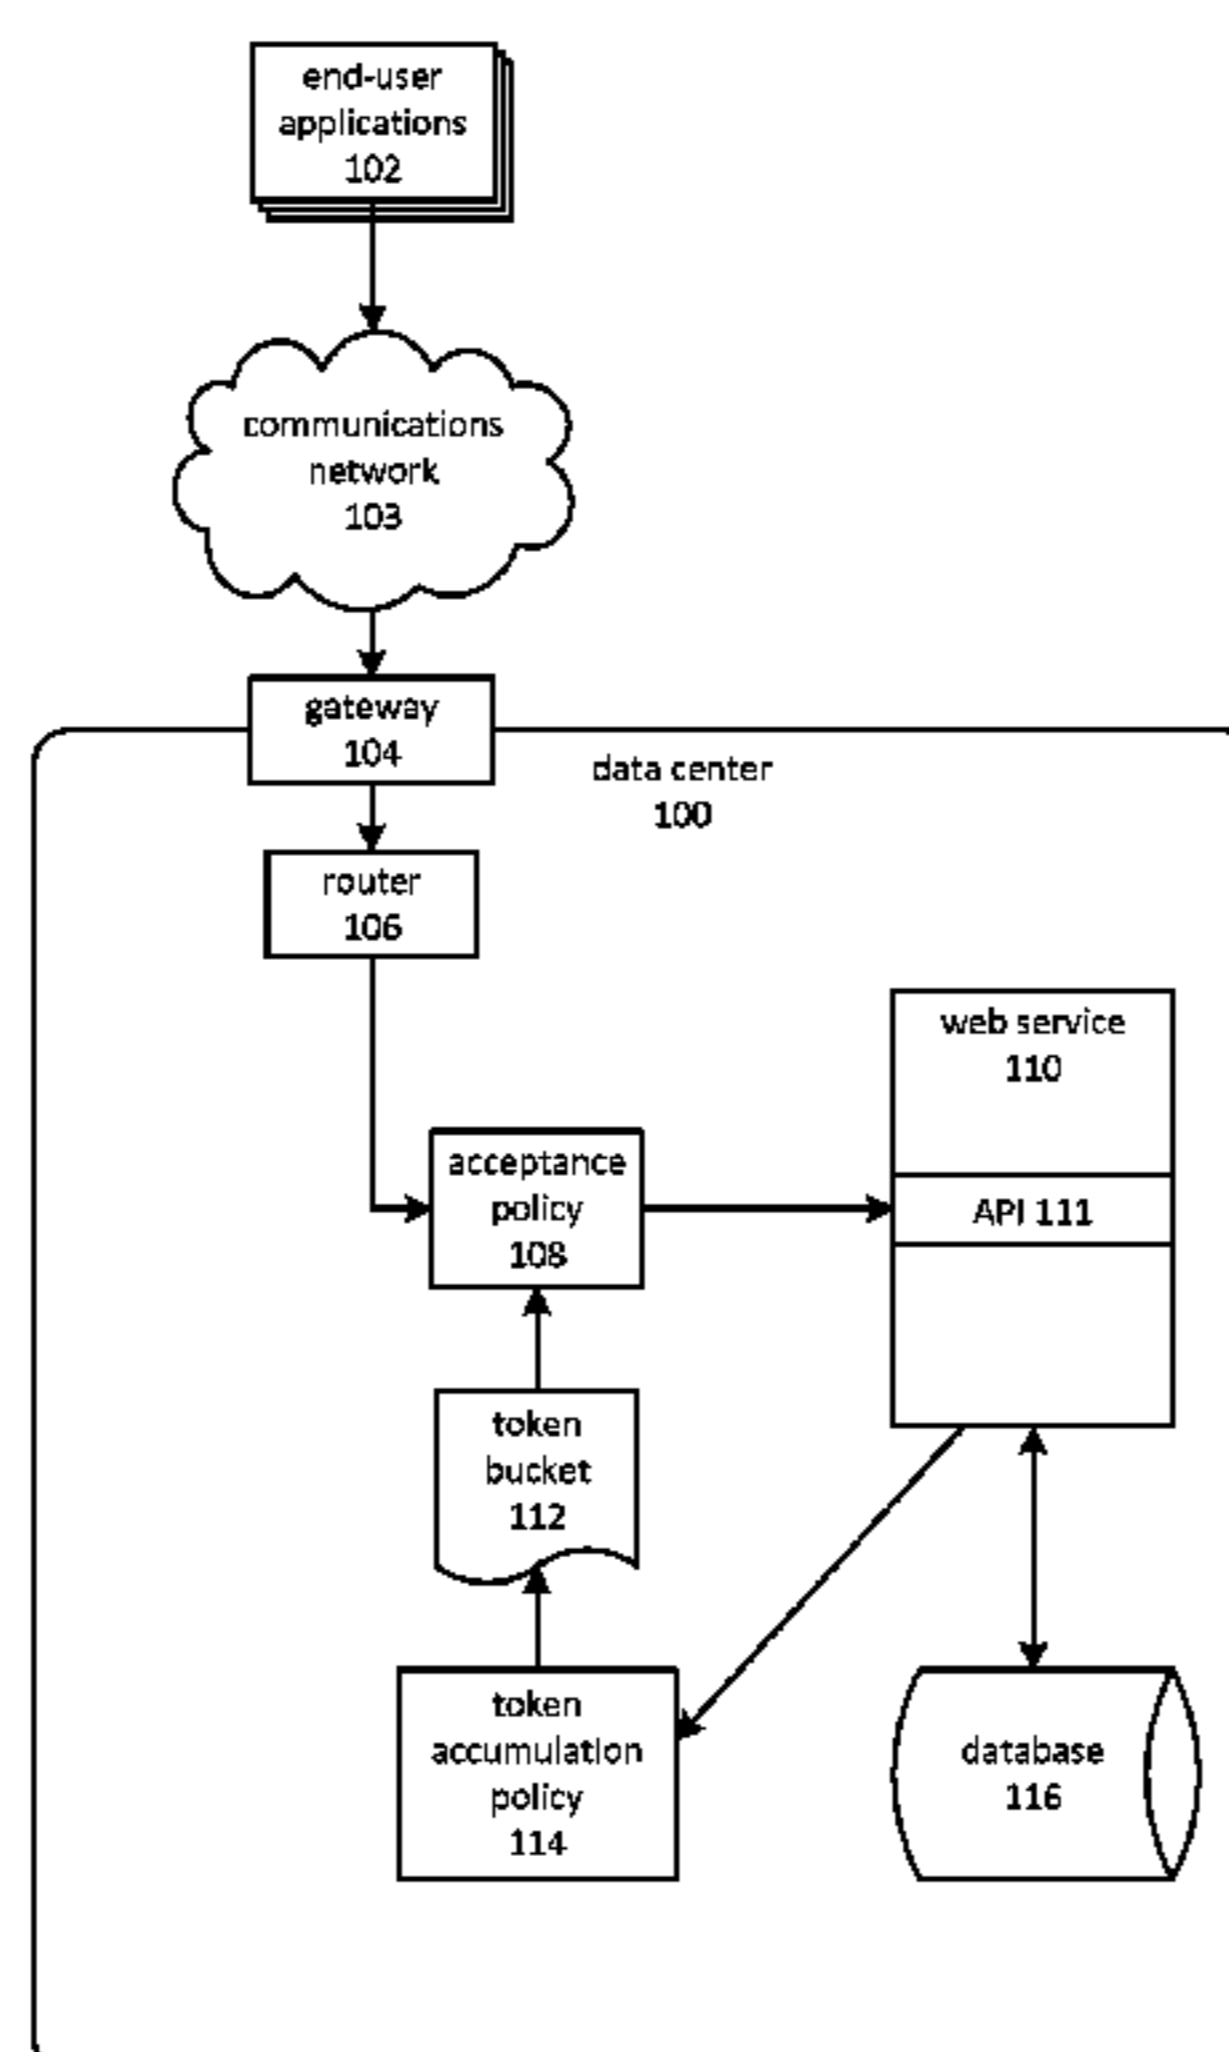 end-user
applications
102
communications
network
103
gateway
104
data center
100
router
106
web service
110
acceptance
policy
108
API 111
token
bucket
112
token
accumulation
policy
114
database
116